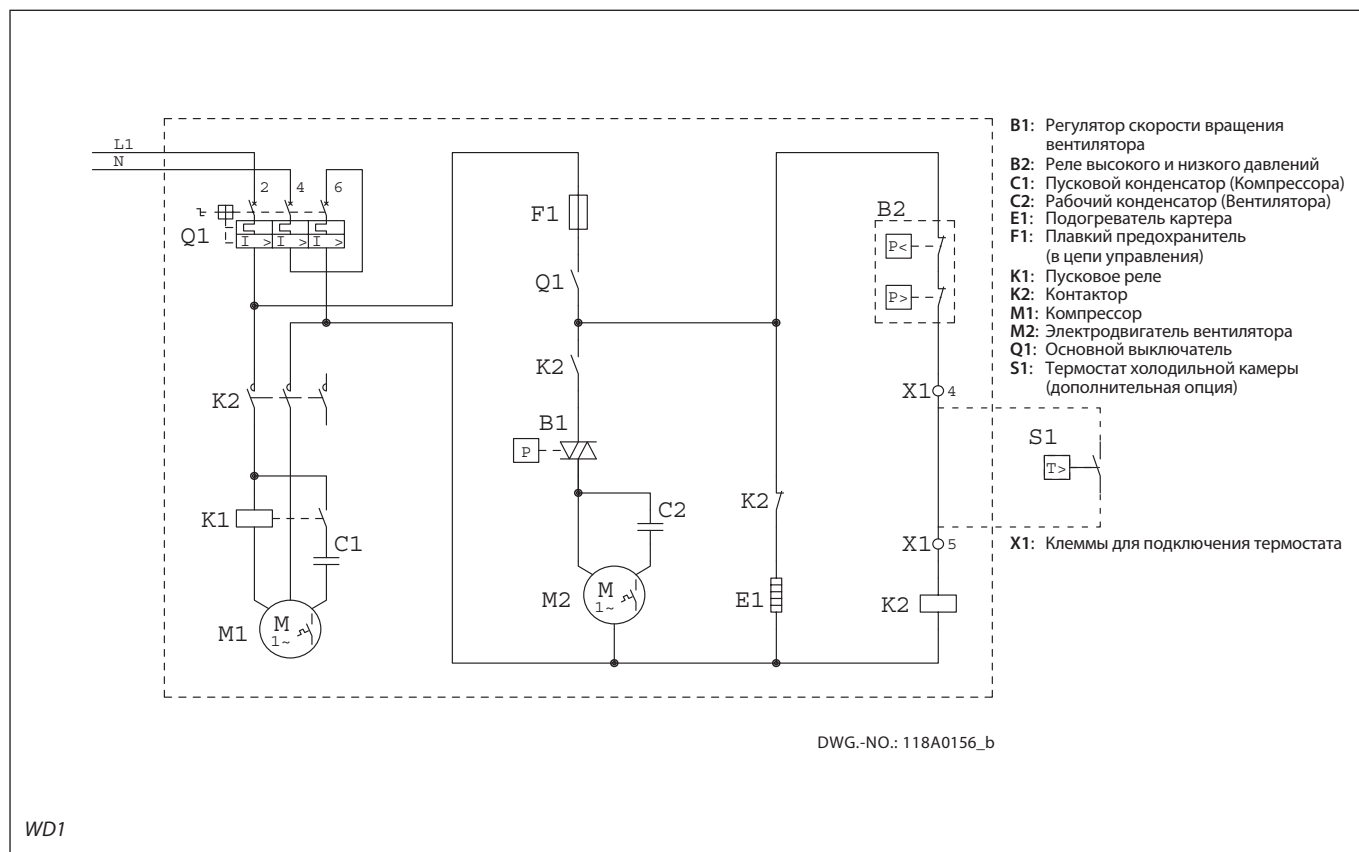 L1
N
2 4 6
Q1
I > I > I >
K2
K1
C1
M1
M
1~
F1
Q1
K2
B1
P
C2
M2
M
1~
K2
E1
B2
P<
P>
X1 4
X1 5
K2
S1
T>
B1: Регулятор скорости вращения
вентилятора
B2: Реле высокого и низкого давлений
C1: Пусковой конденсатор (Компрессора)
C2: Рабочий конденсатор (Вентилятора)
E1: Подогреватель картера
F1: Плавкий предохранитель
(в цепи управления)
K1: Пусковое реле
K2: Контактор
M1: Компрессор
M2: Электродвигатель вентилятора
Q1: Основной выключатель
S1: Термостат холодильной камеры
(дополнительная опция)
X1: Клеммы для подключения термостата
DWG.-NO.: 118A0156_b
WD1